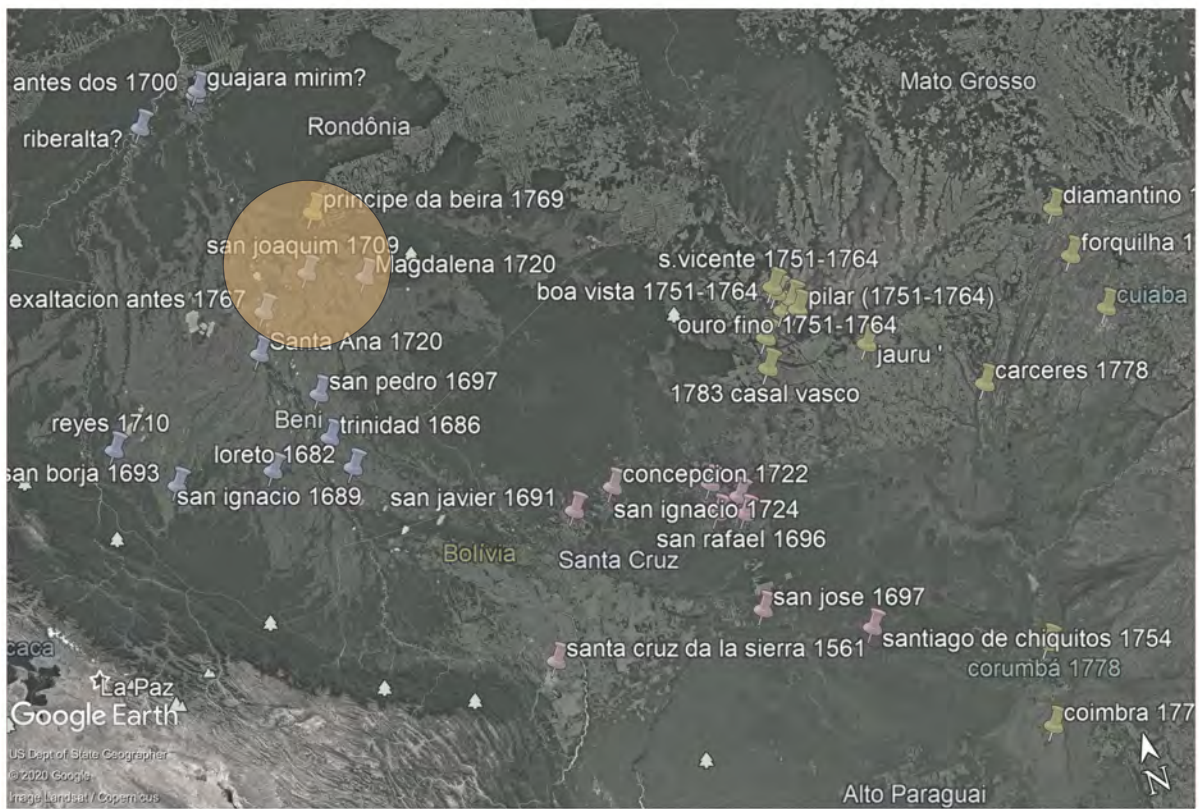 antes dos 1700
guajara mirim?
Mato Grosso
Rondônia
riberalta?
principe da beira 1769
diamantino 1
san joaquim 1709
forquilha 1
Magdalena 1720
s.vicente 1751-1764
exaltacion antes 1767
boa vista 1751-1764
pilar (1751-1764)
cuiaba
ouro fino 1751-1764
Santa Ana 1720
jauru '
san pedro 1697
carceres 1778
1783 casal vasco
reyes 1710
Beni
trinidad 1686
loreto 1682
san borja 1693
concepcion 1722
san ignacio 1689
san javier 1691
san ignacio 1724
san rafael 1696
Bolívia
Santa Cruz
san jose 1697
santiago de chiquitos 1754
santa cruz da la sierra 1561
caca
corumbá 1778
La Paz
Google Earth
coimbra 177
US Dept of State Geographer
© 2020 Google
Image Landsat / Copernicus
N
Alto Paraguai